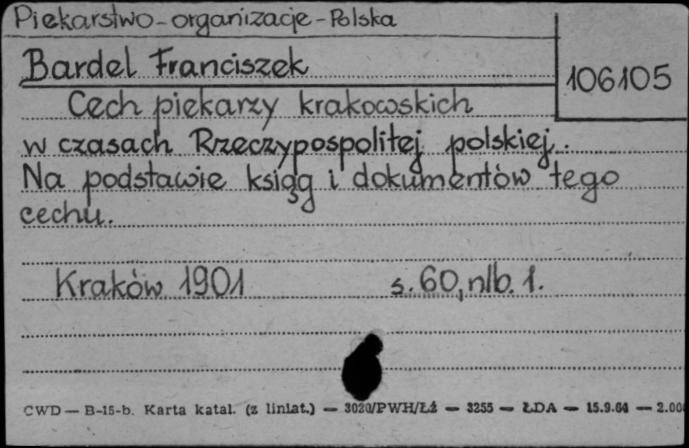 Piekarstwo-organizacje-Polska
Bardel Franciszek
106105
Cech piekarzy krakowskich
w czasach Rzeczypospolitej polskiej.
Na podstawie ksiąg i dokumentów tego
cechu.
Kraków 1901 s. 60, nlb. 1.
CWD — B-15-b. Karta katal. (z liniat.) — 3020/PWH/Łź — 3255 — ŁDA — 15.9.64 — 2.000